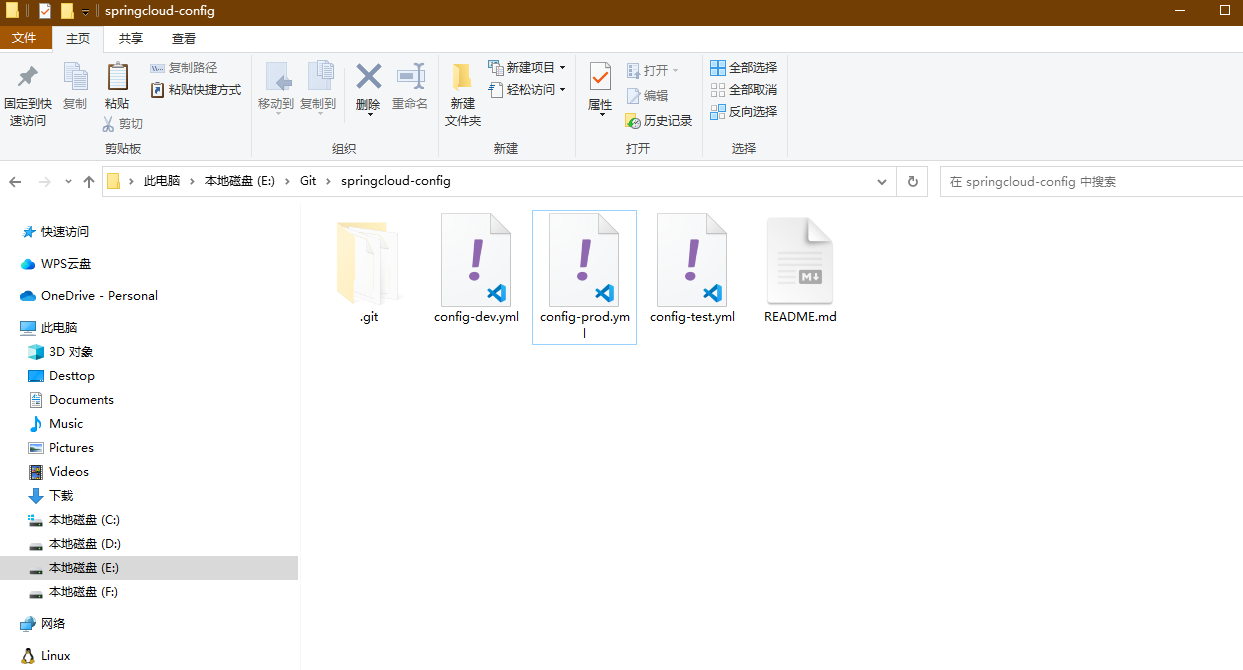 springcloud-config
文件 主页 共享 查看
固定到快速访问
复制
粘贴
复制路径
粘贴快捷方式
剪切
剪贴板
移动到
复制到
删除
重命名
组织
新建文件夹
新建项目
轻松访问
新建
属性
打开
编辑
历史记录
打开
全部选择
全部取消
反向选择
选择
此电脑 › 本地磁盘 (E:) › Git › springcloud-config
在 springcloud-config 中搜索
快速访问
WPS云盘
OneDrive - Personal
此电脑
3D 对象
Desttop
Documents
Music
Pictures
Videos
下载
本地磁盘 (C:)
本地磁盘 (D:)
本地磁盘 (E:)
本地磁盘 (F:)
网络
Linux
.git
config-dev.yml
config-prod.ym
l
config-test.yml
M↓
README.md